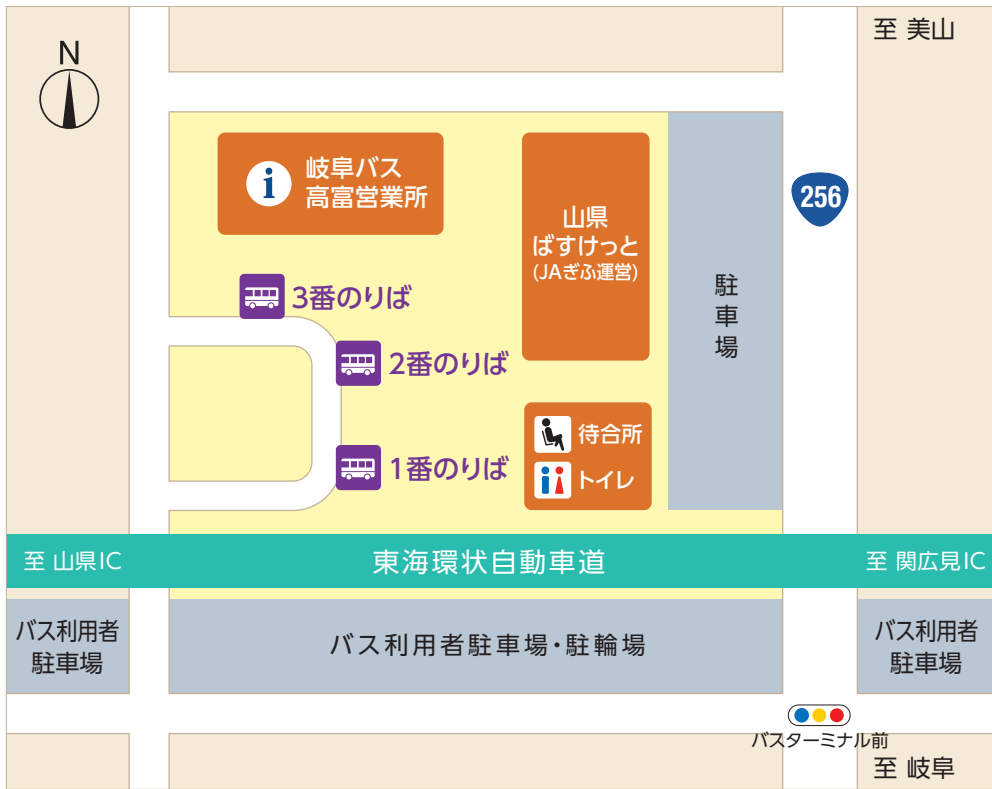 至 美山
N
岐阜バス
高富営業所
山県
ばすけっと
(JAぎふ運営)
256
駐車場
3番のりば
2番のりば
1番のりば
待合所
トイレ
至 山県IC
東海環状自動車道
至 関広見IC
バス利用者
駐車場
バス利用者駐車場・駐輪場
バス利用者
駐車場
バスターミナル前
至 岐阜